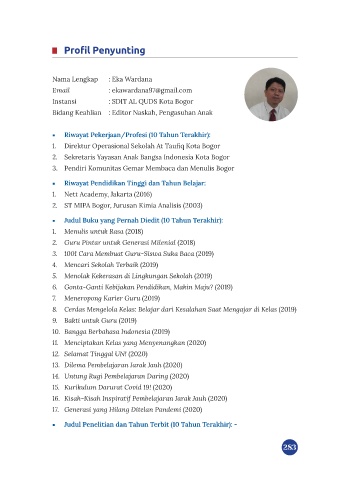 Profil Penyunting
Nama Lengkap : Eka Wardana
Email : ekawardana97@gmail.com
Instansi : SDIT AL QUDS Kota Bogor
Bidang Keahlian : Editor Naskah, Pengasuhan Anak
• Riwayat Pekerjaan/Profesi (10 Tahun Terakhir):
1. Direktur Operasional Sekolah At Taufiq Kota Bogor
2. Sekretaris Yayasan Anak Bangsa Indonesia Kota Bogor
3. Pendiri Komunitas Gemar Membaca dan Menulis Bogor
• Riwayat Pendidikan Tinggi dan Tahun Belajar:
1. Nett Academy, Jakarta (2016)
2. ST MIPA Bogor, Jurusan Kimia Analisis (2003)
• Judul Buku yang Pernah Diedit (10 Tahun Terakhir):
1. Menulis untuk Rasa (2018)
2. Guru Pintar untuk Generasi Milenial (2018)
3. 1001 Cara Membuat Guru-Siswa Suka Baca (2019)
4. Mencari Sekolah Terbaik (2019)
5. Menolak Kekerasan di Lingkungan Sekolah (2019)
6. Gonta-Ganti Kebijakan Pendidikan, Makin Maju? (2019)
7. Meneropong Karier Guru (2019)
8. Cerdas Mengelola Kelas: Belajar dari Kesalahan Saat Mengajar di Kelas (2019)
9. Bakti untuk Guru (2019)
10. Bangga Berbahasa Indonesia (2019)
11. Menciptakan Kelas yang Menyenangkan (2020)
12. Selamat Tinggal UN! (2020)
13. Dilema Pembelajaran Jarak Jauh (2020)
14. Untung Rugi Pembelajaran Daring (2020)
15. Kurikulum Darurat Covid 19! (2020)
16. Kisah-Kisah Inspiratif Pembelajaran Jarak Jauh (2020)
17. Generasi yang Hilang Ditelan Pandemi (2020)
• Judul Penelitian dan Tahun Terbit (10 Tahun Terakhir): -
283